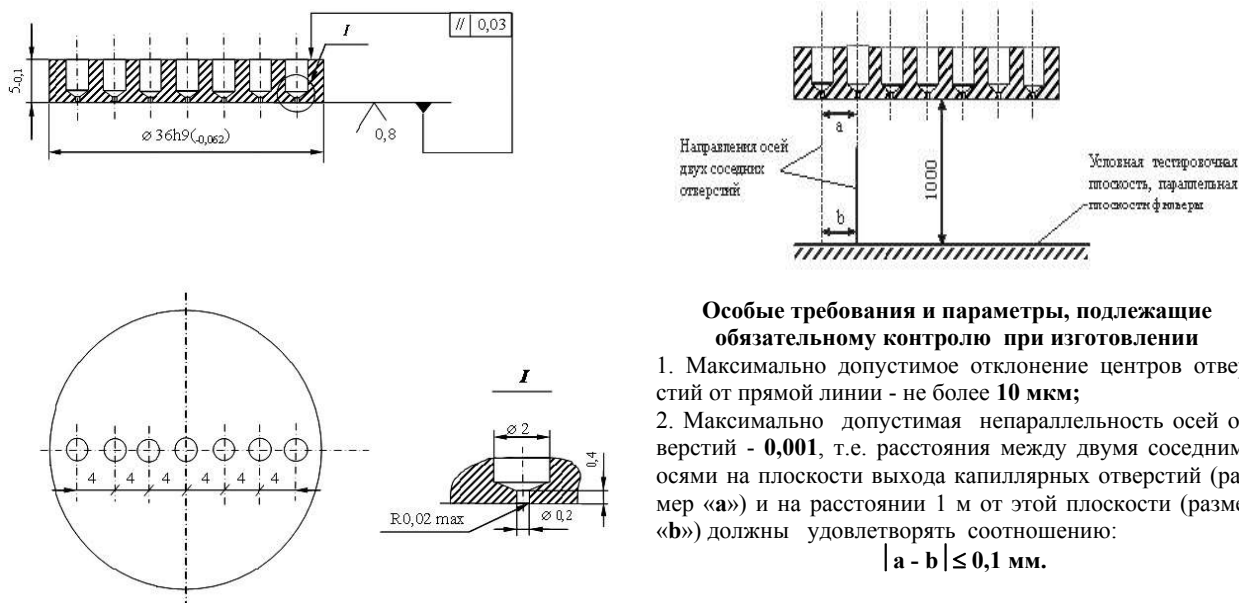 // 0,03
I
5-0,1
⌀ 36h9(-0,062)
0,8
a
Направления осей
двух соседних
отверстий
1000
Условная тестировочная
плоскость, параллельная
плоскости фильеры
b
Особые требования и параметры, подлежащие
обязательному контролю при изготовлении
1. Максимально допустимое отклонение центров отвер
стий от прямой линии - не более 10 мкм;
2. Максимально допустимая непараллельность осей о
верстий - 0,001, т.е. расстояния между двумя соседним
осями на плоскости выхода капиллярных отверстий (ра
мер «a») и на расстоянии 1 м от этой плоскости (разме
«b») должны удовлетворять соотношению:
|a - b| ≤ 0,1 мм.
4 4 4 4 4 4
I
⌀ 2
0,4
R0,02 max
⌀ 0,2